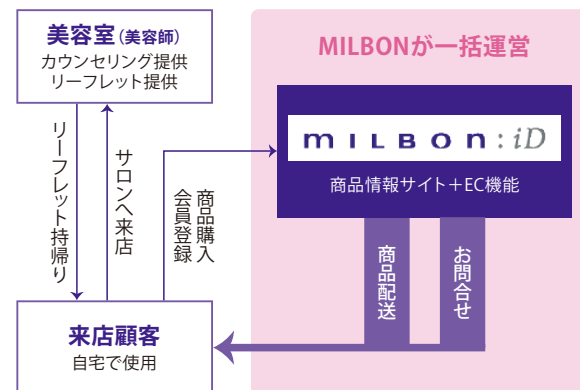 美容室(美容師)
カウンセリング提供
リーフレット提供
MILBONが一括運営
mILBOn:iD
商品情報サイト+EC機能
リーフレット持帰り
サロンへ来店
商品購入
会員登録
商品配送
お問合せ
来店顧客
自宅で使用